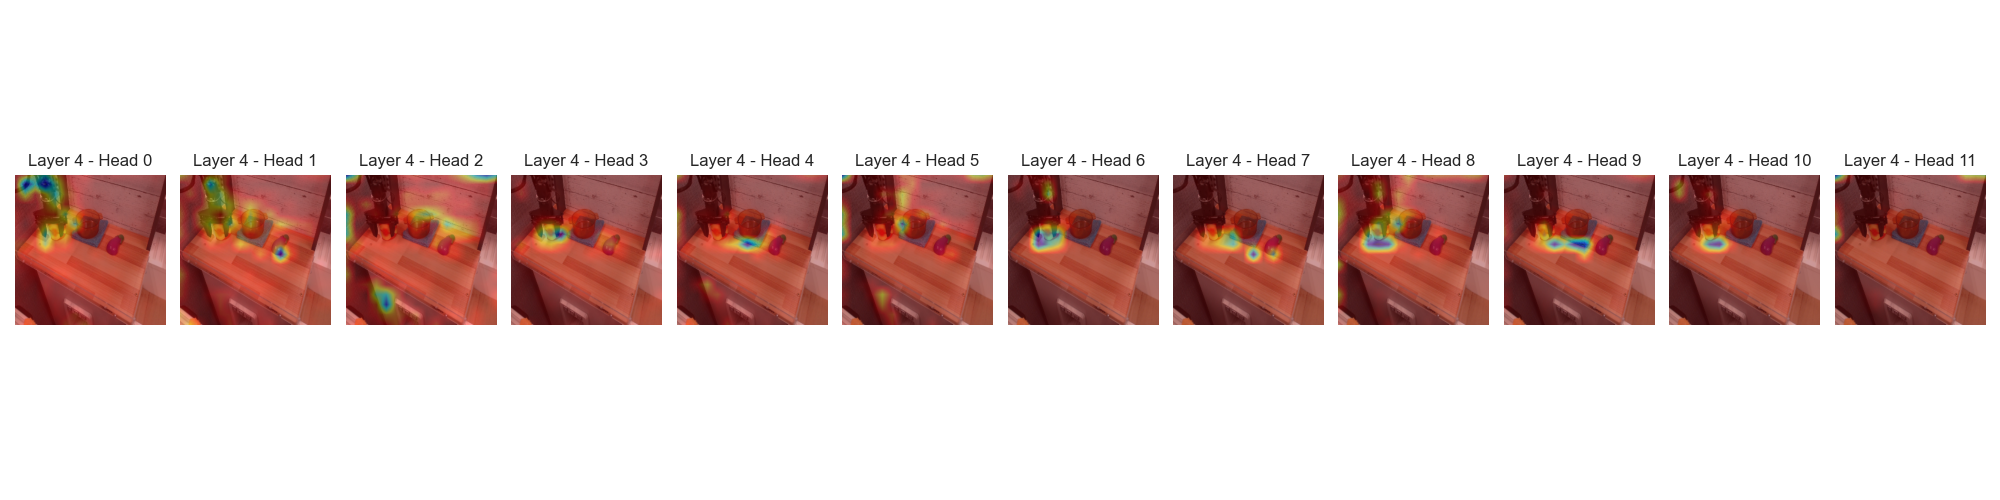 Layer 4 - Head 0
Layer 4 - Head 1
Layer 4 - Head 2
Layer 4 - Head 3
Layer 4 - Head 4
Layer 4 - Head 5
Layer 4 - Head 6
Layer 4 - Head 7
Layer 4 - Head 8
Layer 4 - Head 9
Layer 4 - Head 10
Layer 4 - Head 11